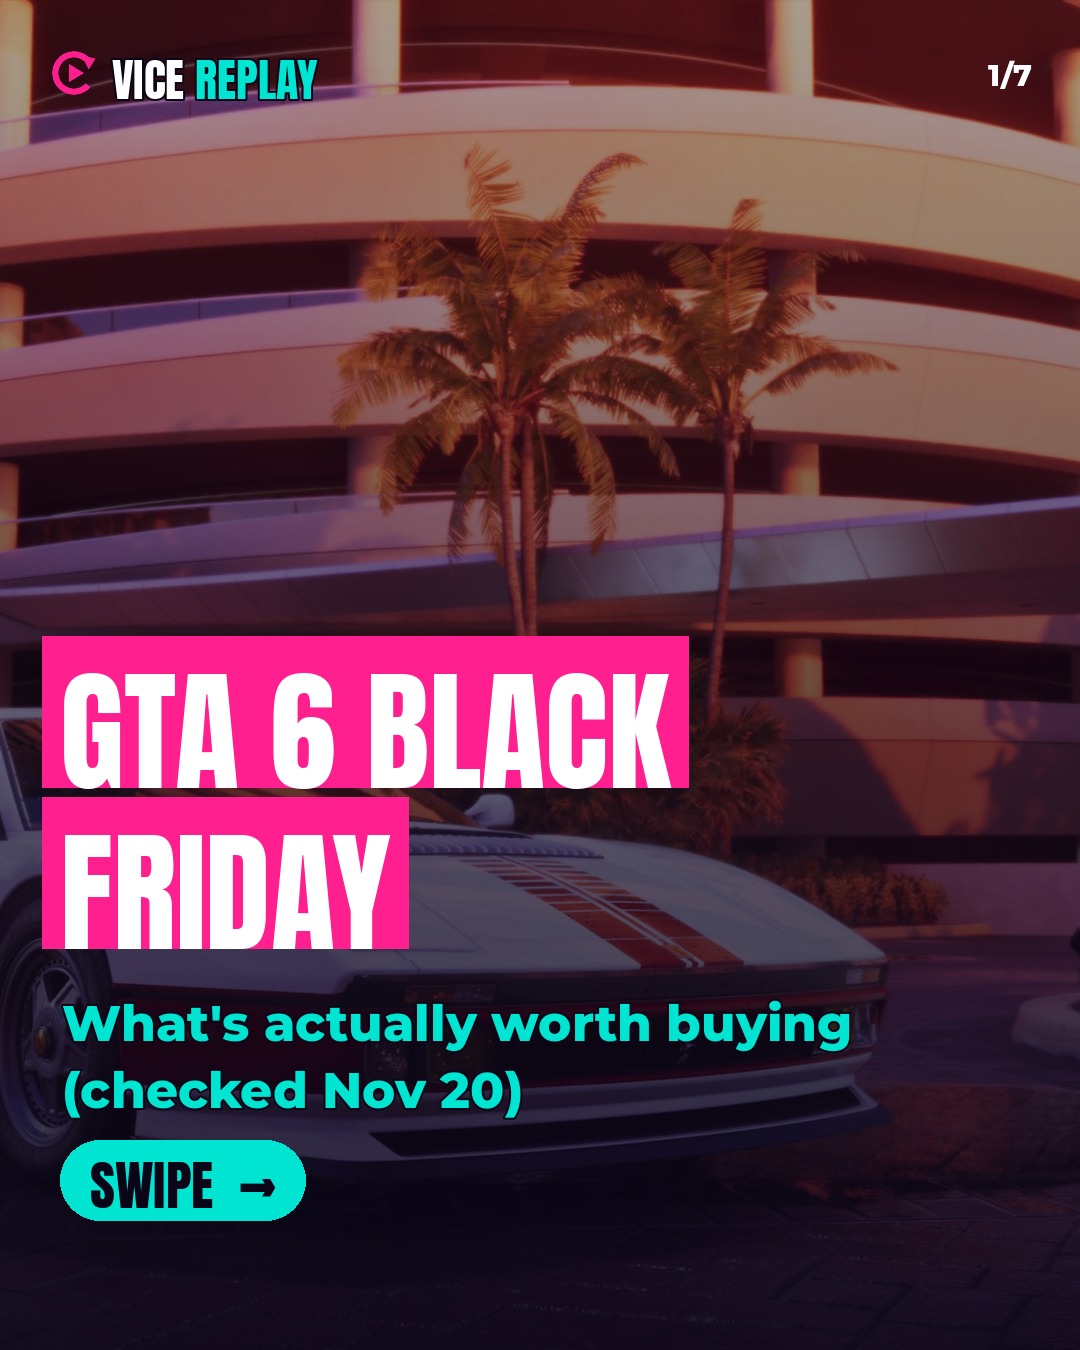 VICE REPLAY
1/7
GTA 6 BLACK
FRIDAY
What's actually worth buying
(checked Nov 20)
SWIPE →